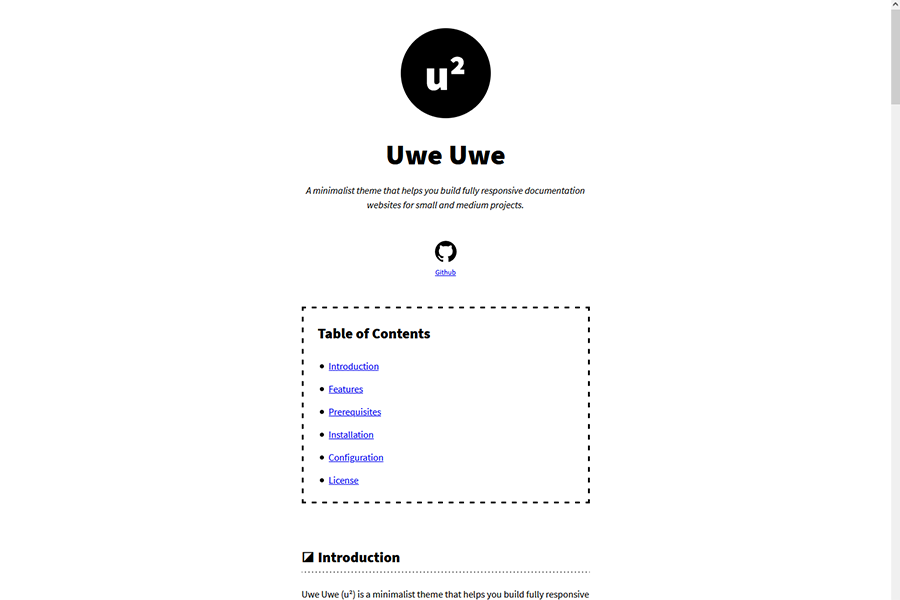 u²
Uwe Uwe
A minimalist theme that helps you build fully responsive documentation
websites for small and medium projects.
Github
Table of Contents
Introduction
Features
Prerequisites
Installation
Configuration
License
Introduction
Uwe Uwe (u²) is a minimalist theme that helps you build fully responsive